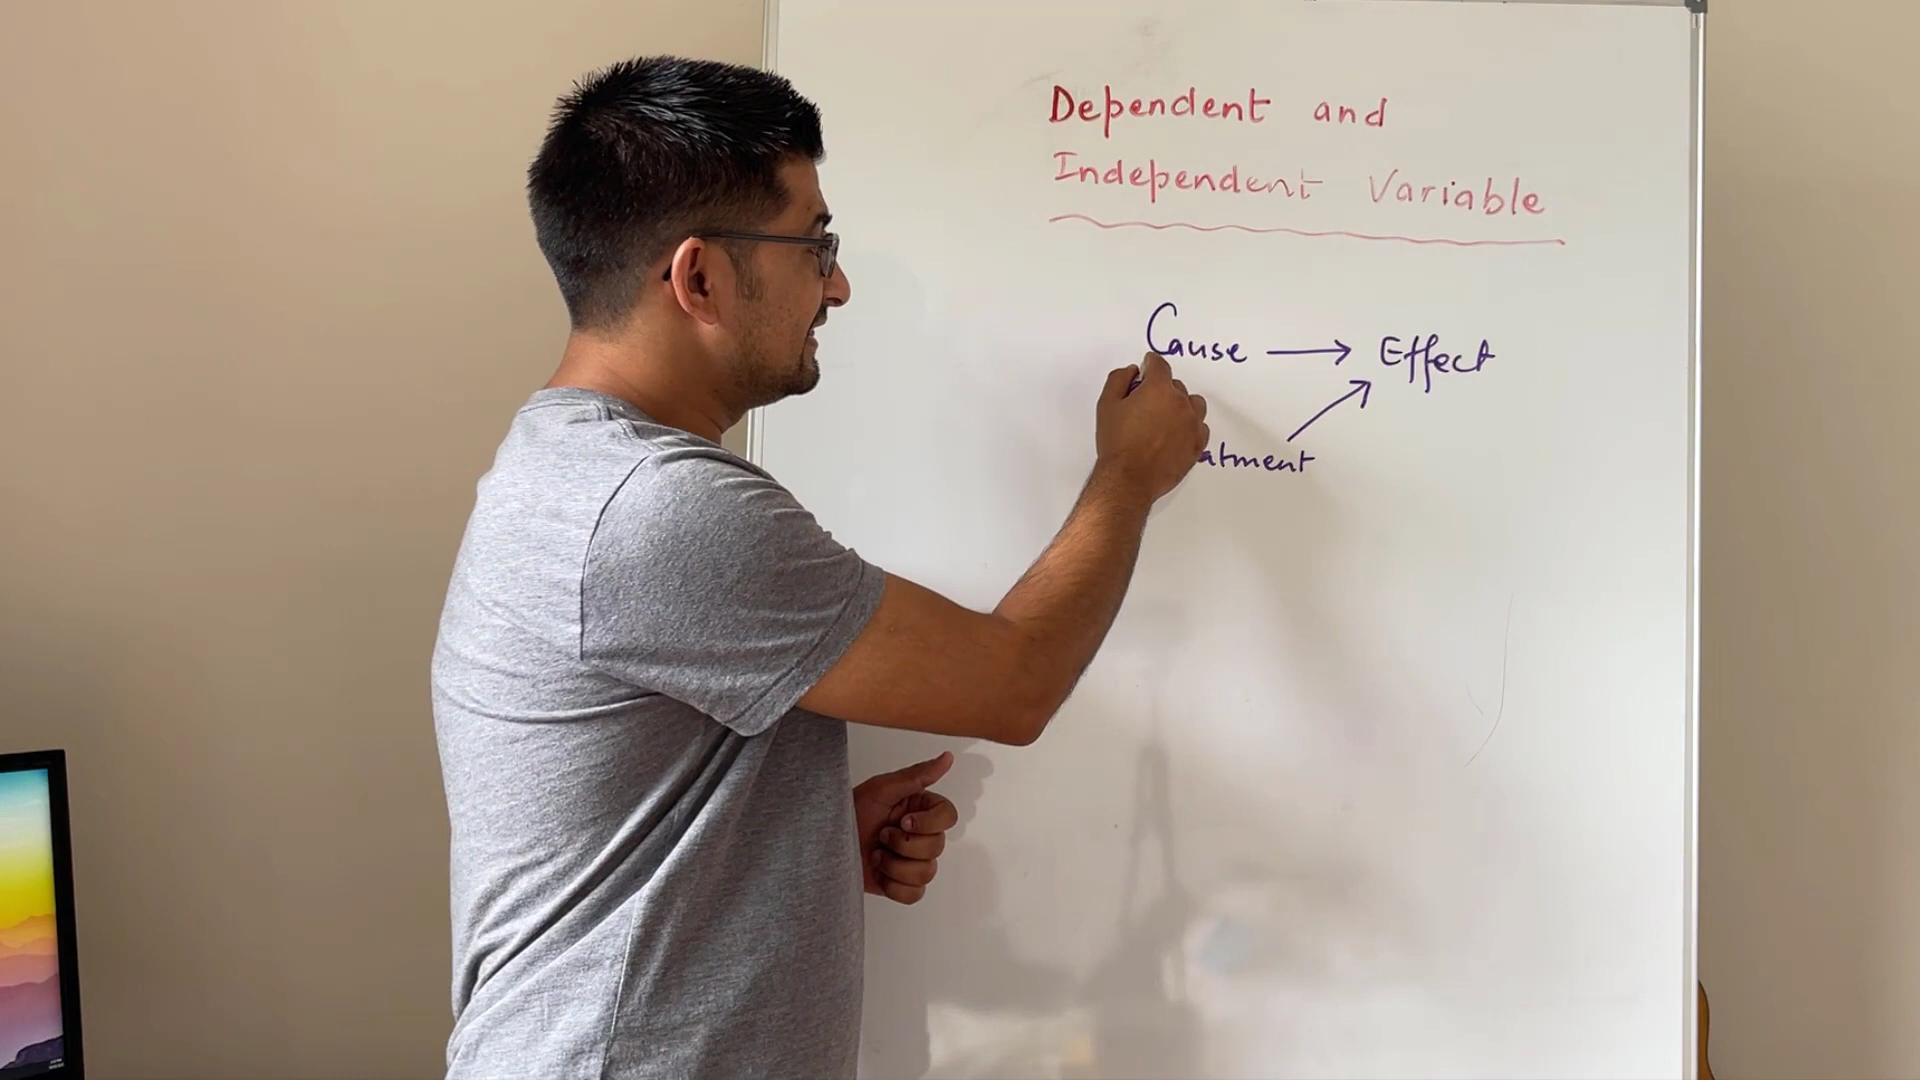 Dependent and
Independent Variable
Cause → Effect
atment